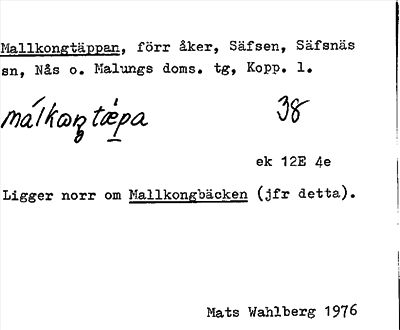 Mallkongtäppan, förr åker, Säfsen, Säfsnäs
sn, Nås o. Malungs doms. tg, Kopp. l.
38
ek 12E 4e
Ligger norr om Mallkongbäcken (jfr detta).
Mats Wahlberg 1976